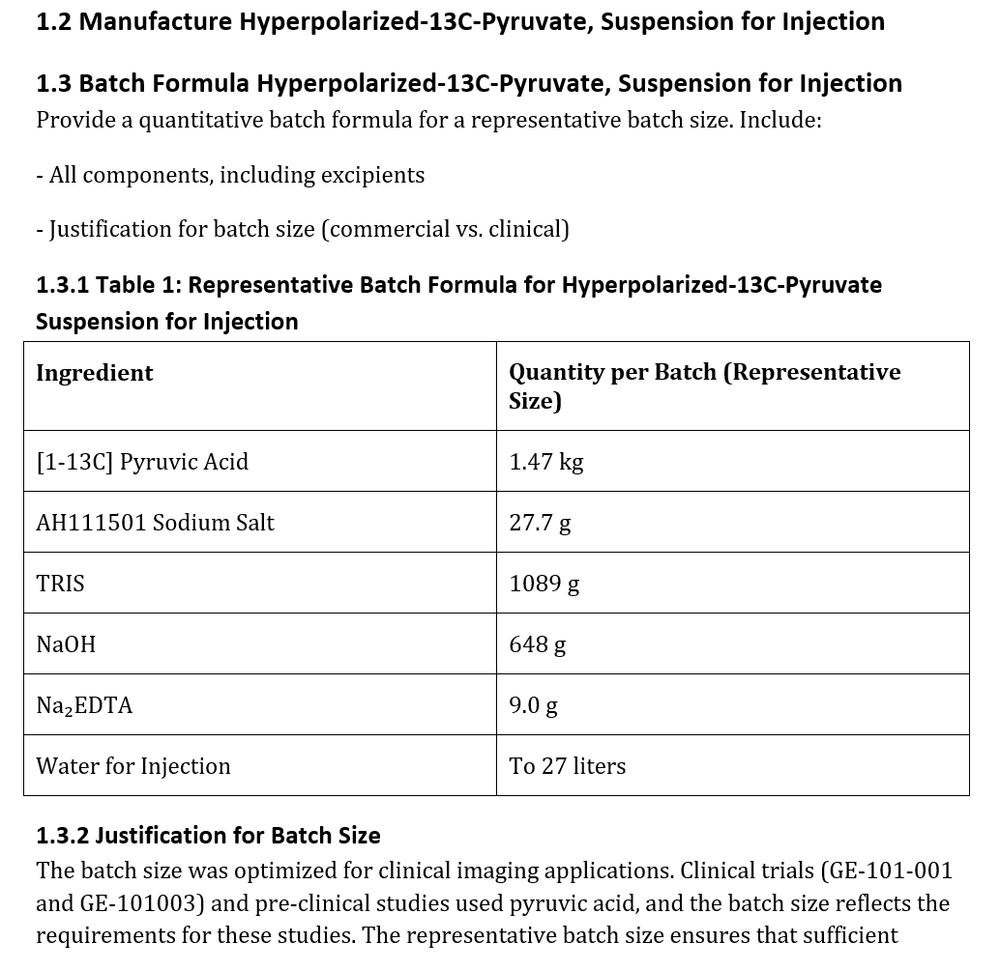 1.2 Manufacture Hyperpolarized-13C-Pyruvate, Suspension for Injection
1.3 Batch Formula Hyperpolarized-13C-Pyruvate, Suspension for Injection
Provide a quantitative batch formula for a representative batch size. Include:
- All components, including excipients
- Justification for batch size (commercial vs. clinical)
1.3.1 Table 1: Representative Batch Formula for Hyperpolarized-13C-Pyruvate
Suspension for Injection
Ingredient
Quantity per Batch (Representative
Size)
[1-13C] Pyruvic Acid
1.47 kg
AH111501 Sodium Salt
27.7 g
TRIS
1089 g
NaOH
648 g
Na₂EDTA
9.0 g
Water for Injection
To 27 liters
1.3.2 Justification for Batch Size
The batch size was optimized for clinical imaging applications. Clinical trials (GE-101-001
and GE-101003) and pre-clinical studies used pyruvic acid, and the batch size reflects the
requirements for these studies. The representative batch size ensures that sufficient